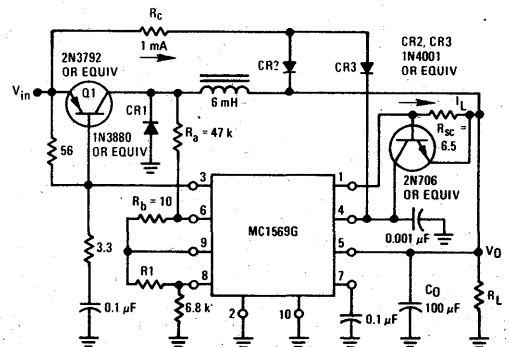 Rc
1 mA
2N3792
OR EQUIV
CR2
CR3
CR2, CR3
1N4001
OR EQUIV
Vin
Q1
CR1
6 mH
IL
1N3880
OR EQUIV
Ra = 47 k
Rsc =
6.5
56
2N706
OR EQUIV
3
1
Rb = 10
6
4
MC1569G
0.001 µF
9
5
VO
3.3
R1
8
7
CO
100 µF
RL
0.1 µF
6.8 k
2
10
0.1 µF